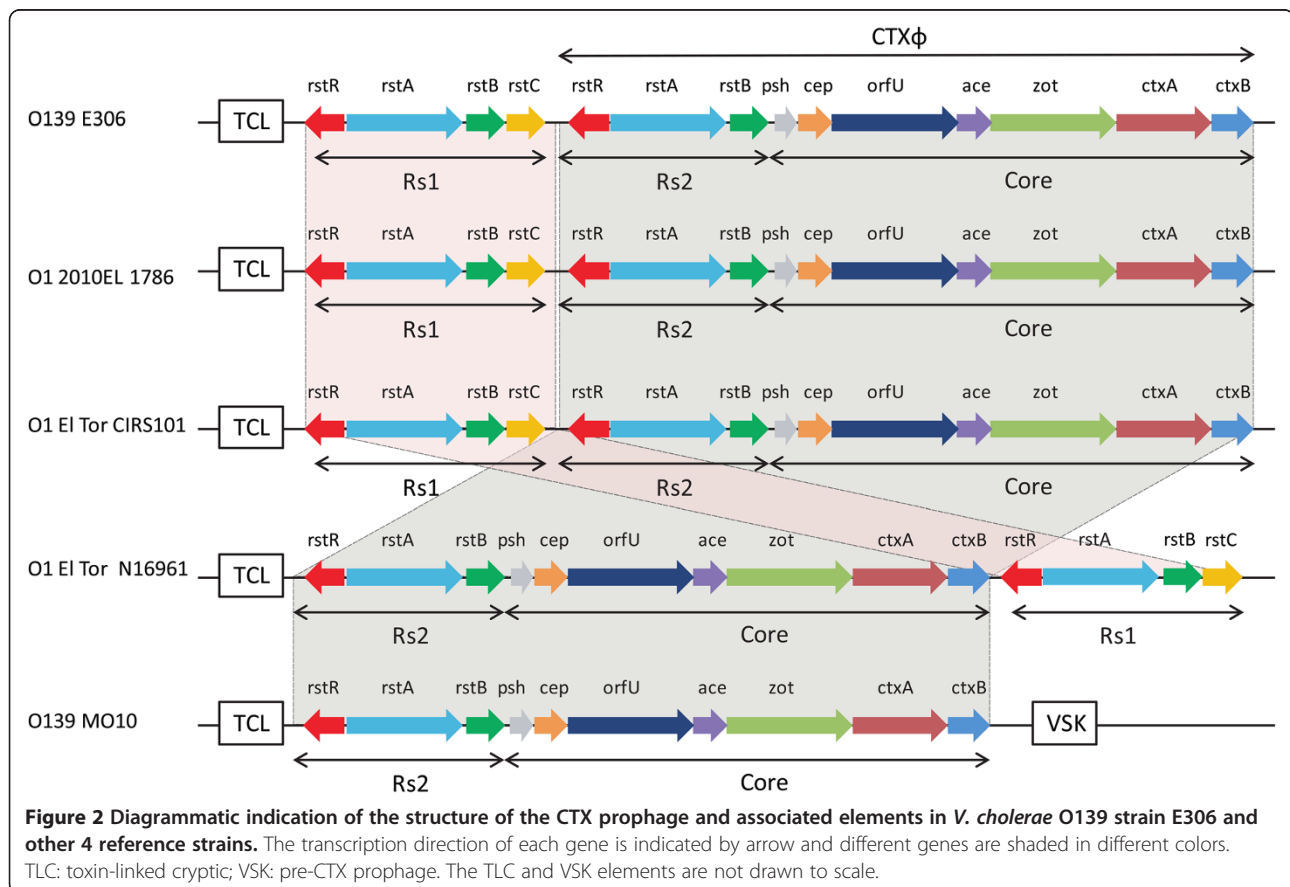 CTXϕ
rstR rstA rstB rstC rstR rstA rstB psh cep orfU ace zot ctxA ctxB
O139 E306 TCL
Rs1 Rs2 Core
rstR rstA rstB rstC rstR rstA rstB psh cep orfU ace zot ctxA ctxB
O1 2010EL 1786 TCL
Rs1 Rs2 Core
rstR rstA rstB rstC rstR rstA rstB psh cep orfU ace zot ctxA ctxB
O1 El Tor CIRS101 TCL
Rs1 Rs2 Core
rstR rstA rstB psh cep orfU ace zot ctxA ctxB rstR rstA rstB rstC
O1 El Tor N16961 TCL
Rs2 Core Rs1
rstR rstA rstB psh cep orfU ace zot ctxA ctxB
O139 MO10 TCL VSK
Rs2 Core
Figure 2 Diagrammatic indication of the structure of the CTX prophage and associated elements in V. cholerae O139 strain E306 and
other 4 reference strains. The transcription direction of each gene is indicated by arrow and different genes are shaded in different colors.
TLC: toxin-linked cryptic; VSK: pre-CTX prophage. The TLC and VSK elements are not drawn to scale.